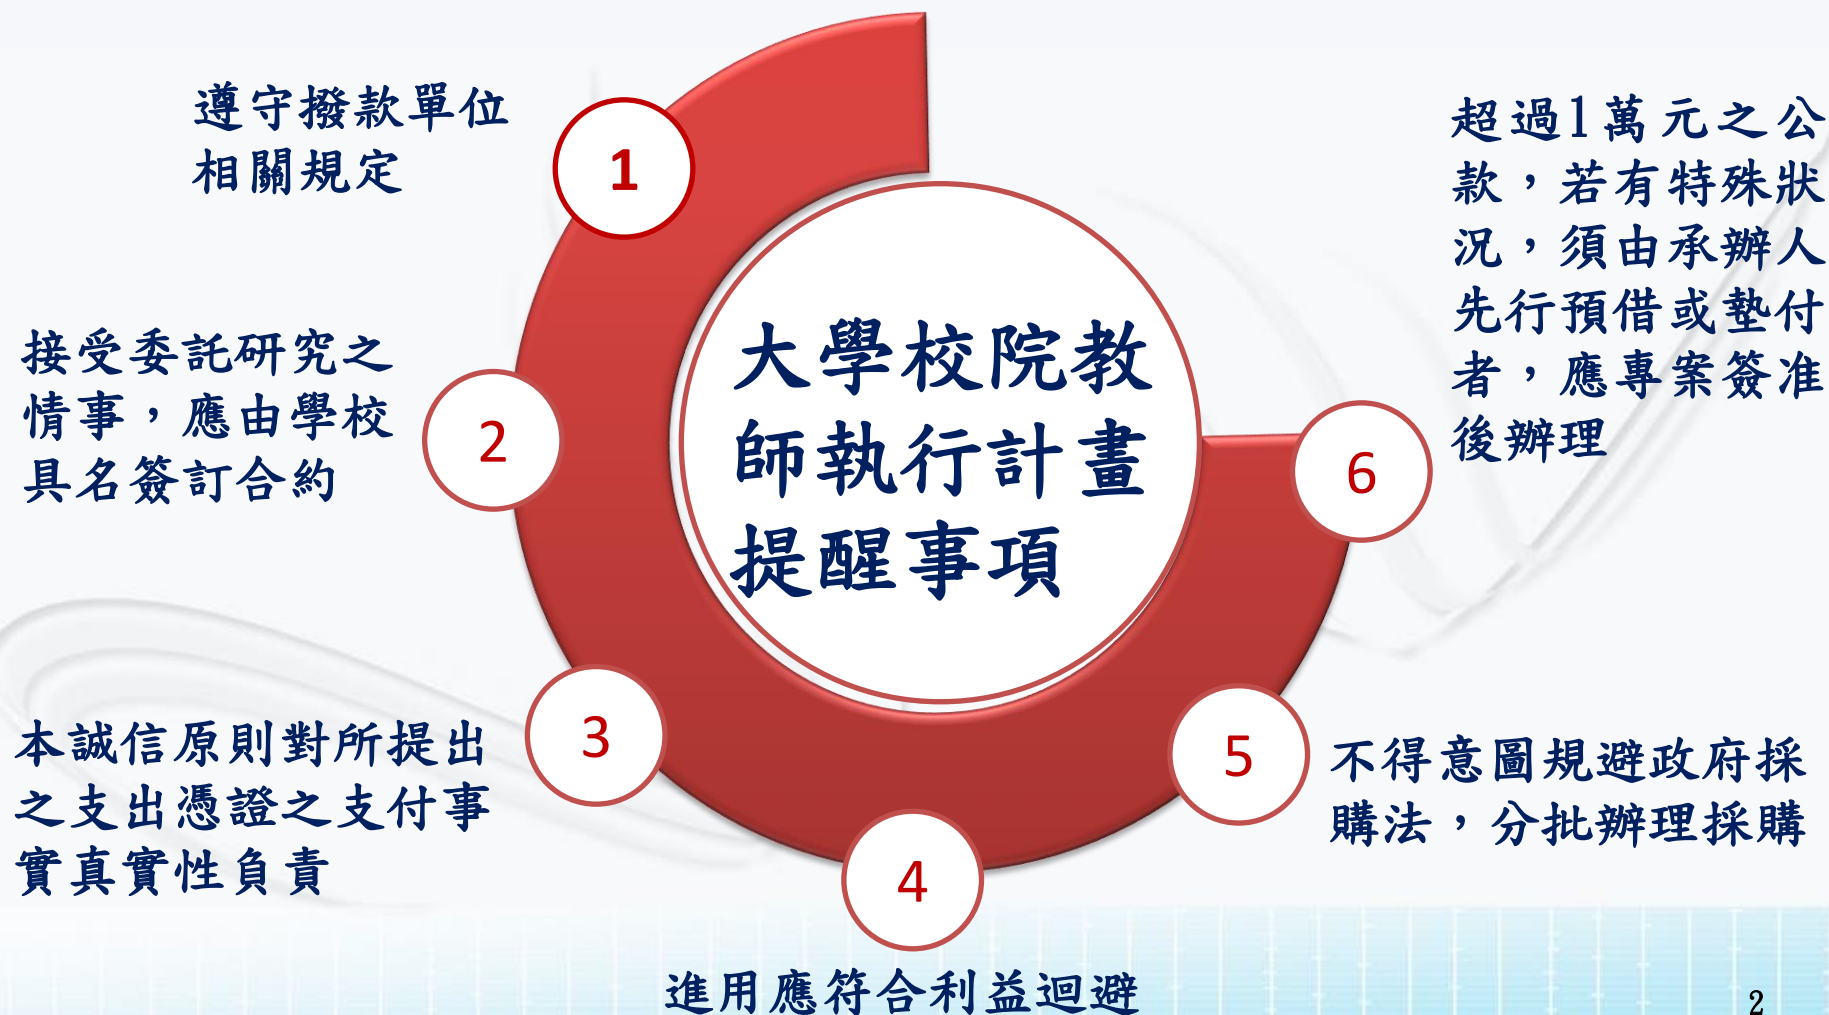 大學校院教
師執行計畫
提醒事項
1
遵守撥款單位
相關規定
2
接受委託研究之
情事，應由學校
具名簽訂合約
3
本誠信原則對所提出
之支出憑證之支付事
實真實性負責
4
進用應符合利益迴避
5
不得意圖規避政府採
購法，分批辦理採購
6
超過1萬元之公
款，若有特殊狀
況，須由承辦人
先行預借或墊付
者，應專案簽准
後辦理
2